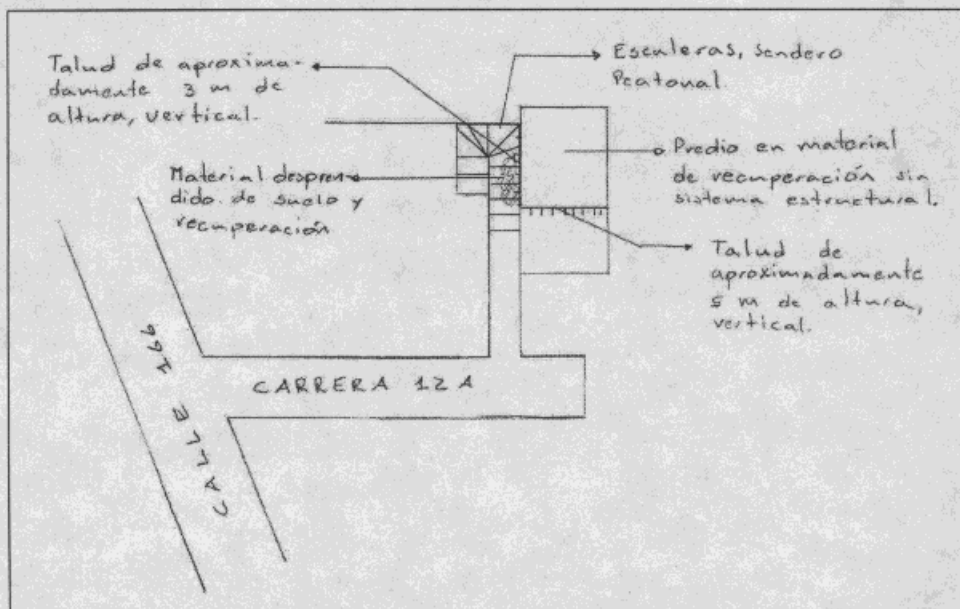 Talud de aproxima-
damente 3 m de
altura, vertical.
Escaleras, sendero
Peatonal
Material despren-
dido de suelo y
recuperación
Predio en material
de recuperación sin
sistema estructural.
Talud de
aproximadamente
5 m de altura,
vertical.
CARRERA 12 A
CALLE 166